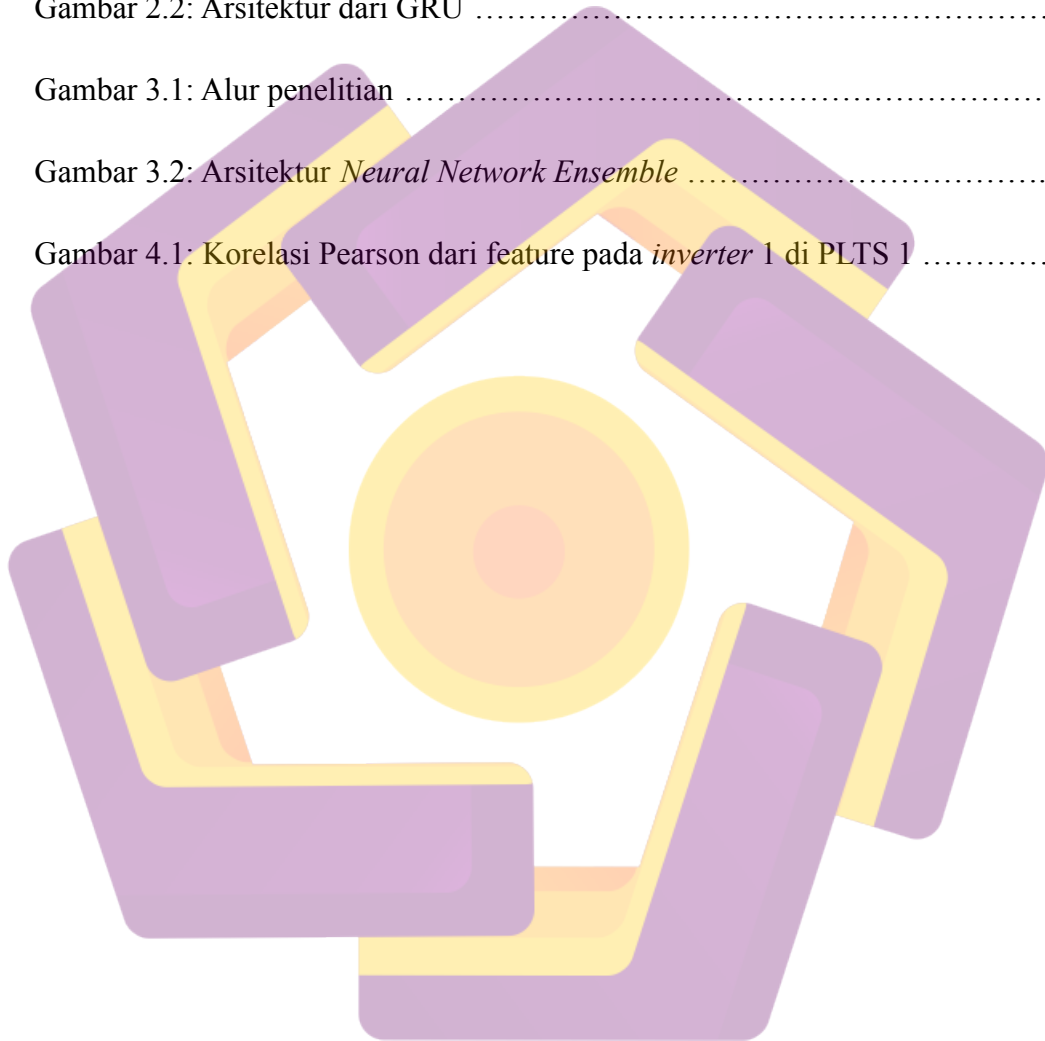 Gambar 2.2: Arsitektur dari GRU ……………………………………………………
Gambar 3.1: Alur penelitian …………………………………………………………
Gambar 3.2: Arsitektur Neural Network Ensemble ………………………………..
Gambar 4.1: Korelasi Pearson dari feature pada inverter 1 di PLTS 1 …………